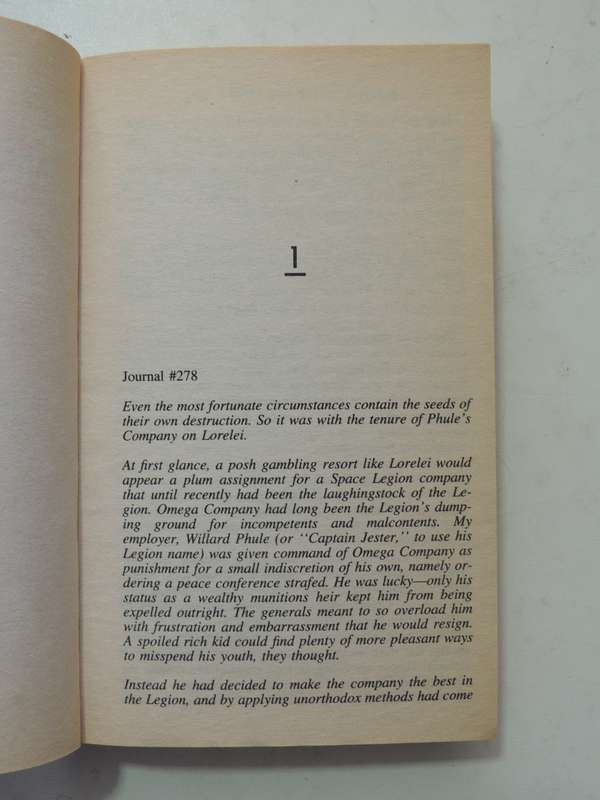 1
Journal #278
Even the most fortunate circumstances contain the seeds of
their own destruction. So it was with the tenure of Phule's
Company on Lorelei.
At first glance, a posh gambling resort like Lorelei would
appear a plum assignment for a Space Legion company
that until recently had been the laughingstock of the Le-
gion. Omega Company had long been the Legion's dump-
ing ground for incompetents and malcontents. My
employer, Willard Phule (or "Captain Jester," to use his
Legion name) was given command of Omega Company as
punishment for a small indiscretion of his own, namely or-
dering a peace conference strafed. He was lucky—only his
status as a wealthy munitions heir kept him from being
expelled outright. The generals meant to so overload him
with frustration and embarrassment that he would resign.
A spoiled rich kid could find plenty of more pleasant ways
to misspend his youth, they thought.
Instead he had decided to make the company the best in
the Legion, and by applying unorthodox methods had come